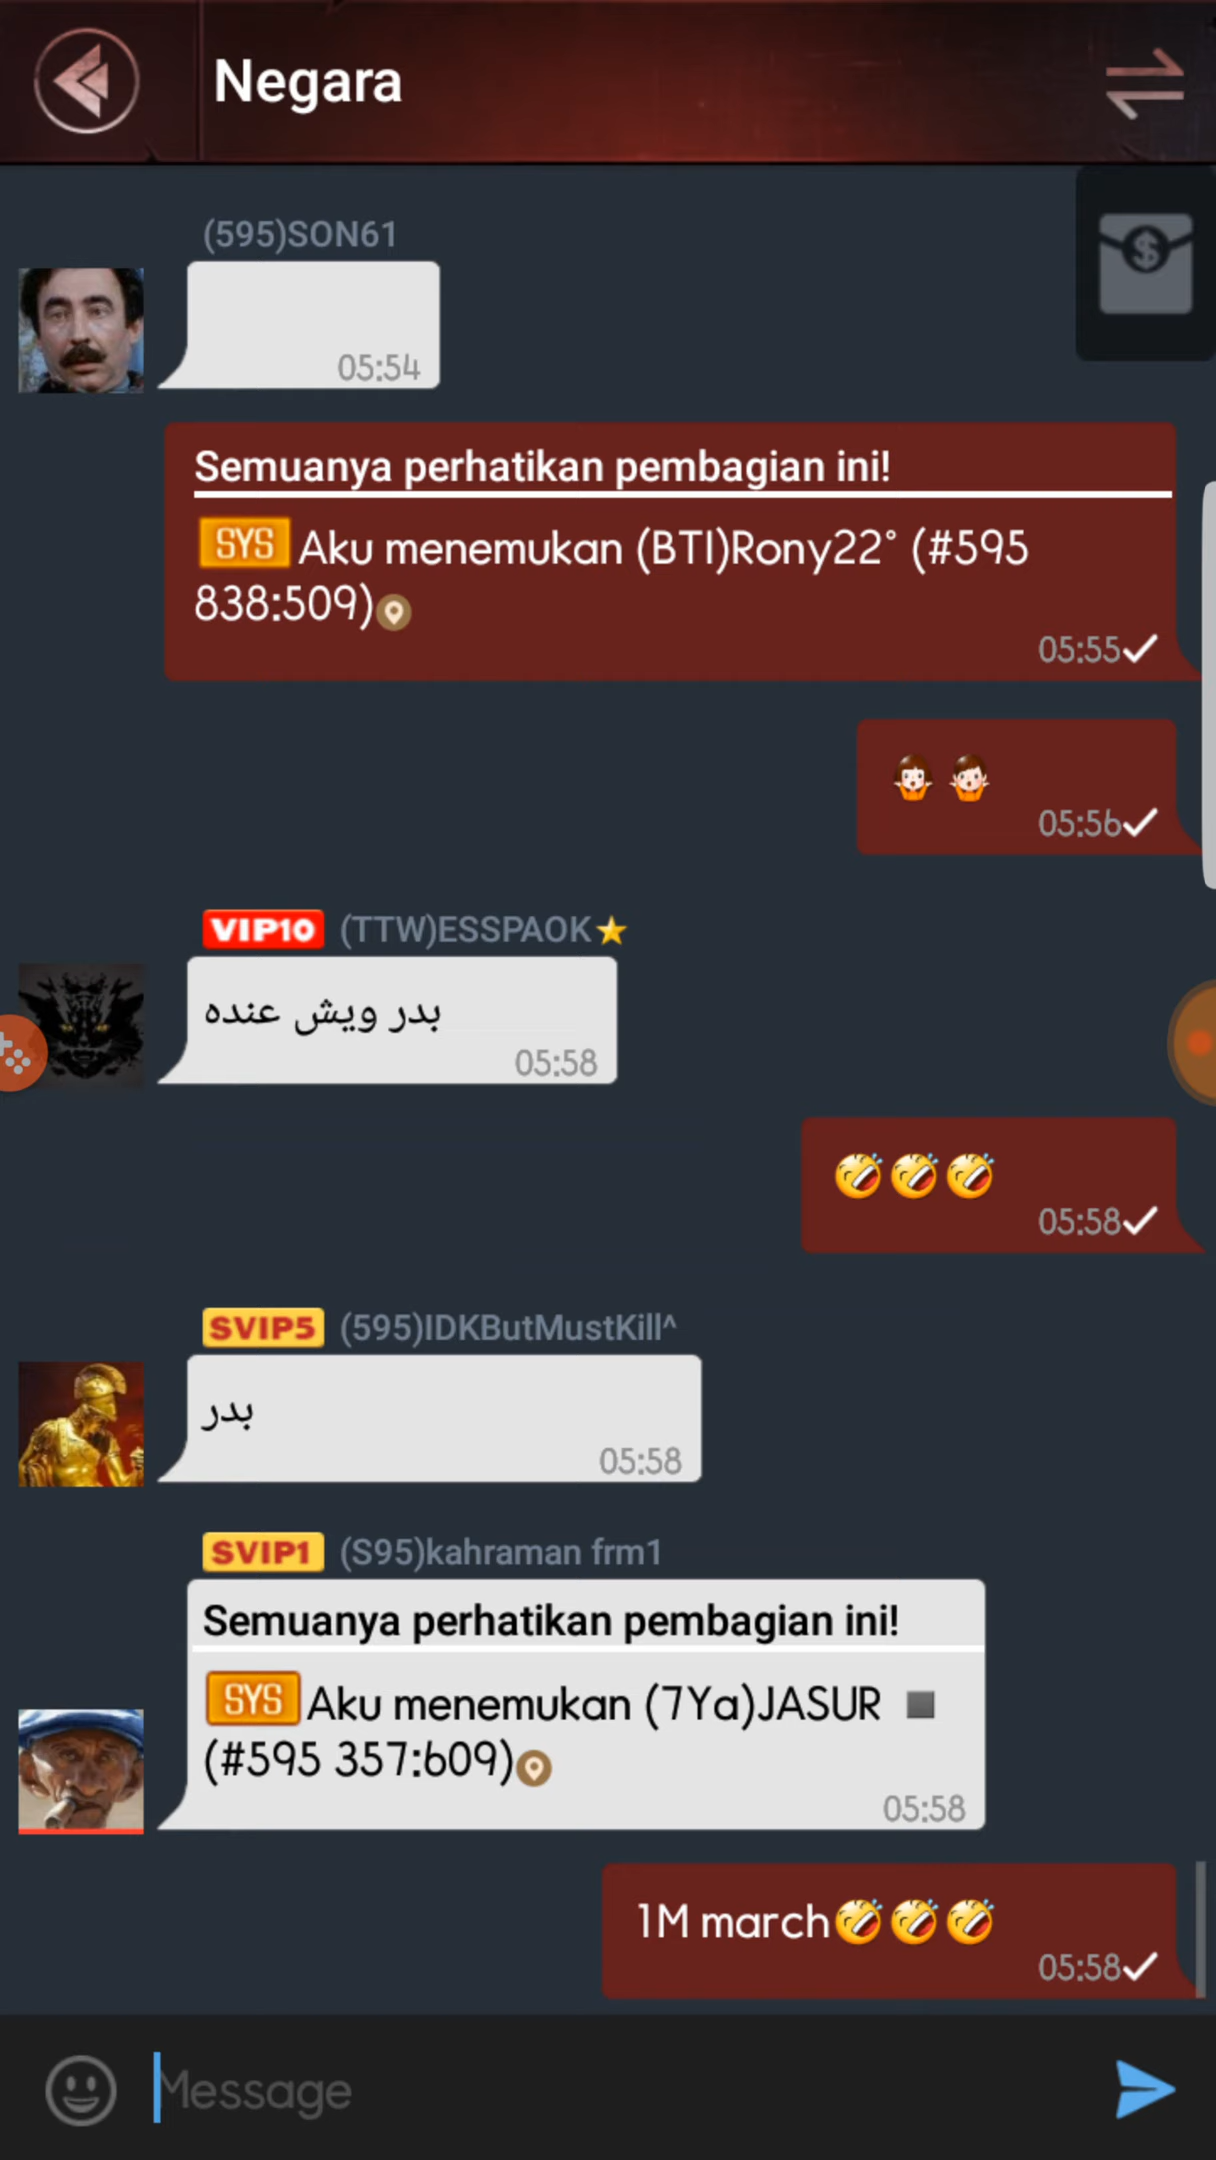 Negara
(595)SON61
05:54
Semuanya perhatikan pembagian ini!
SYS Aku menemukan (BTI)Rony22° (#595
838:509)
05:55
05:56
VIP10 (TTW)ESSPAOK⭐
بدر ويش عنده
05:58
🤣🤣🤣
05:58
SVIP5 (595)IDKButMustKill^
بدر
05:58
SVIP1 (S95)kahraman frm1
Semuanya perhatikan pembagian ini!
SYS Aku menemukan (7Ya)JASUR
(#595 357:609)
05:58
1M march🤣🤣🤣
05:58
Message